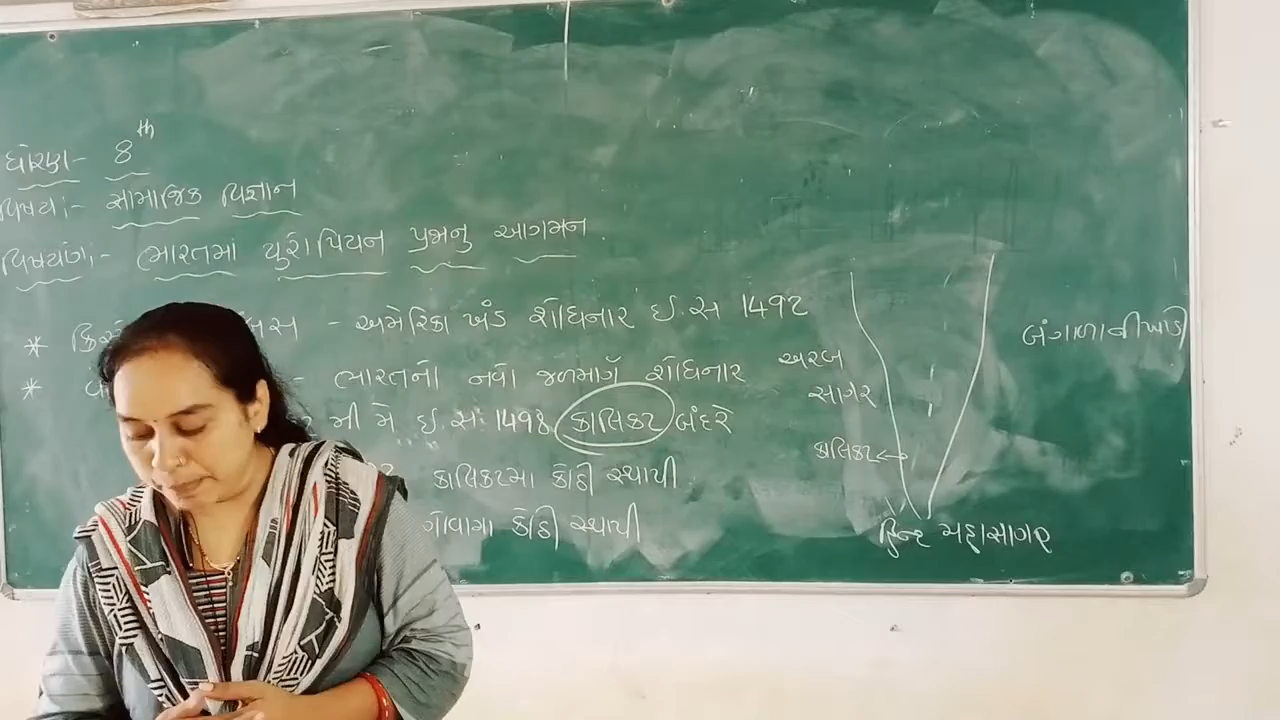 ધોરણ- 8th
વિષય:- સામાજિક વિજ્ઞાન
વિષયાંગ:- ભારતમાં યુરોપિયન પ્રજાનુ આગમન.
* - અમેરિકા ખંડ શોધનાર ઈ.સ 1492
* - ભારતનો નવો જળમાર્ગ શોધનાર
મી મે ઈ.સ: 1498 કાલિકટ બંદરે
કાલિકટમા કોઠી સ્થાપી
ગોવામા કોઠી સ્થાપી
અરબ
સાગર
કાલિકટ
બંગાળાનીખાડી
હિન્દ મહાસાગર